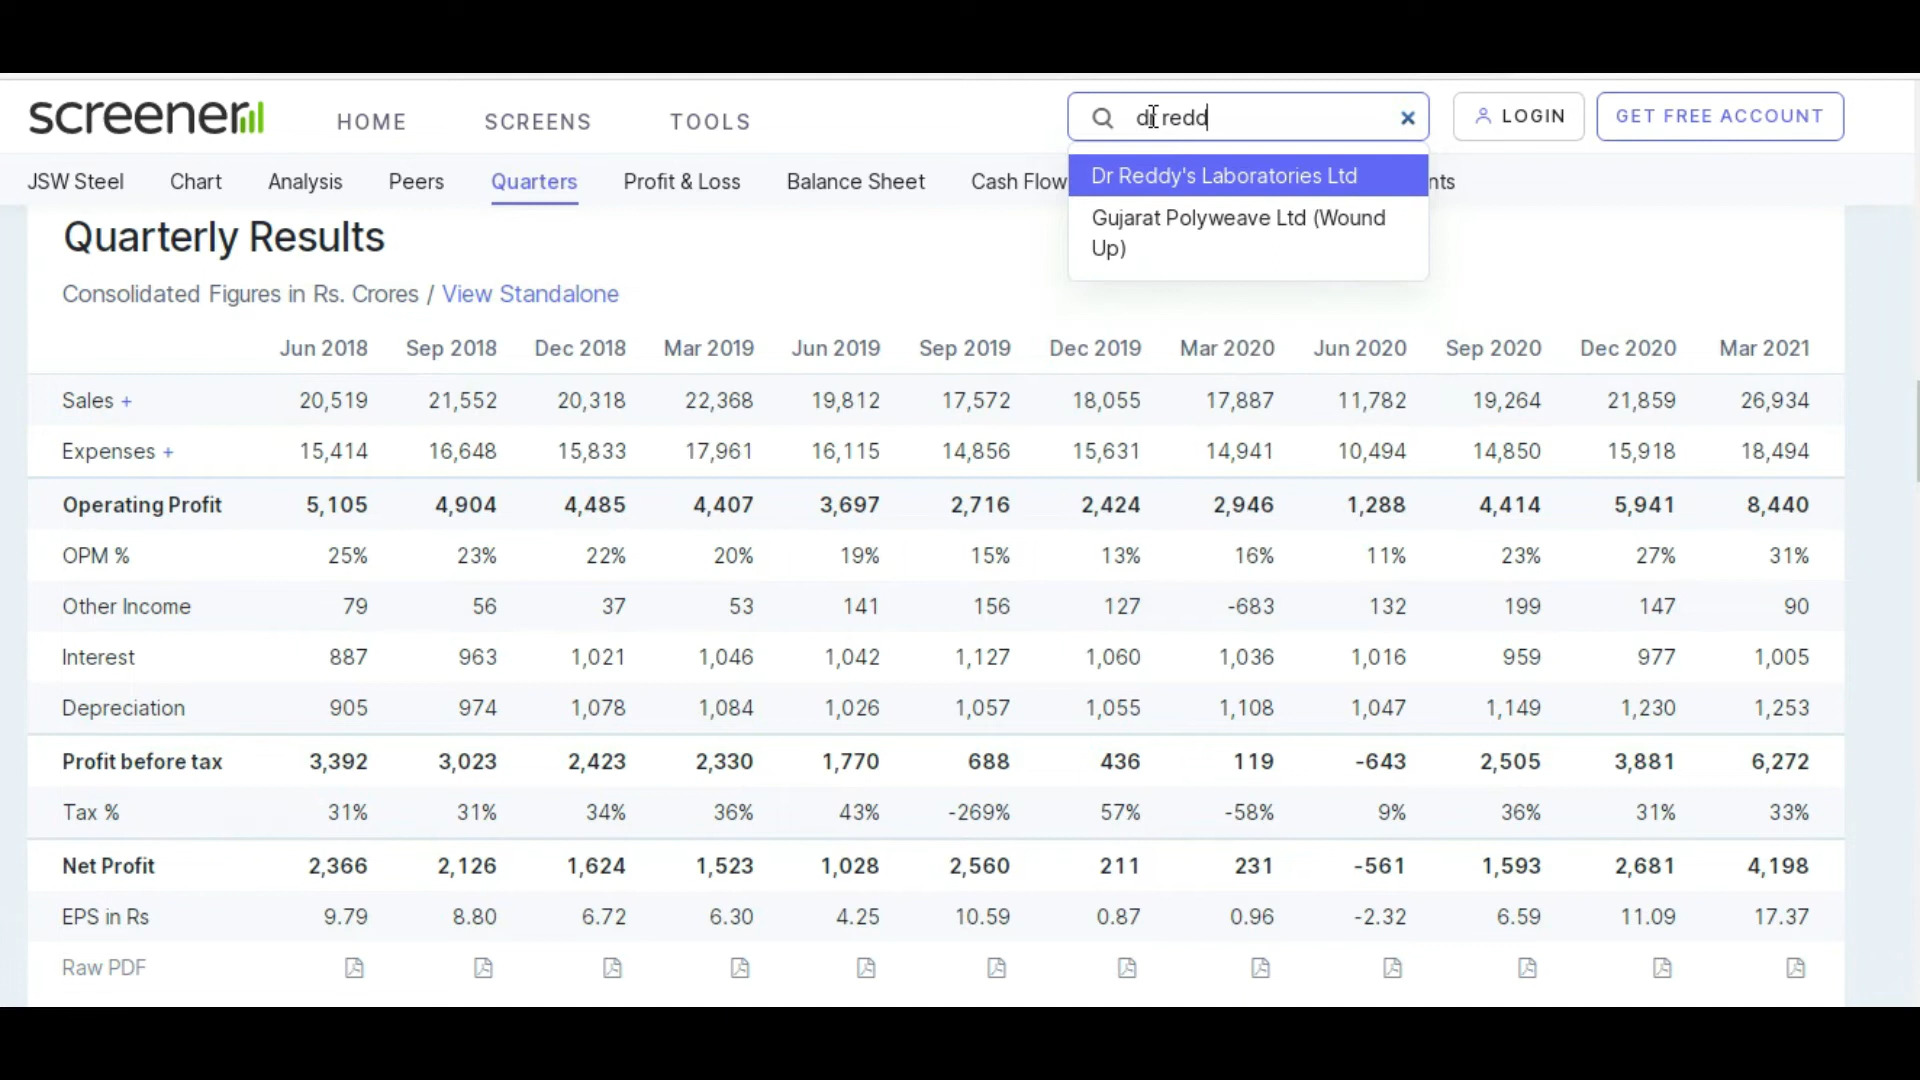 screener
HOME SCREENS TOOLS
dr redd
LOGIN
GET FREE ACCOUNT
JSW Steel Chart Analysis Peers Quarters Profit & Loss Balance Sheet Cash Flow nts
Dr Reddy's Laboratories Ltd
Gujarat Polyweave Ltd (Wound
Up)
Quarterly Results
Consolidated Figures in Rs. Crores / View Standalone
Jun 2018 Sep 2018 Dec 2018 Mar 2019 Jun 2019 Sep 2019 Dec 2019 Mar 2020 Jun 2020 Sep 2020 Dec 2020 Mar 2021
Sales + 20,519 21,552 20,318 22,368 19,812 17,572 18,055 17,887 11,782 19,264 21,859 26,934
Expenses + 15,414 16,648 15,833 17,961 16,115 14,856 15,631 14,941 10,494 14,850 15,918 18,494
Operating Profit 5,105 4,904 4,485 4,407 3,697 2,716 2,424 2,946 1,288 4,414 5,941 8,440
OPM % 25% 23% 22% 20% 19% 15% 13% 16% 11% 23% 27% 31%
Other Income 79 56 37 53 141 156 127 -683 132 199 147 90
Interest 887 963 1,021 1,046 1,042 1,127 1,060 1,036 1,016 959 977 1,005
Depreciation 905 974 1,078 1,084 1,026 1,057 1,055 1,108 1,047 1,149 1,230 1,253
Profit before tax 3,392 3,023 2,423 2,330 1,770 688 436 119 -643 2,505 3,881 6,272
Tax % 31% 31% 34% 36% 43% -269% 57% -58% 9% 36% 31% 33%
Net Profit 2,366 2,126 1,624 1,523 1,028 2,560 211 231 -561 1,593 2,681 4,198
EPS in Rs 9.79 8.80 6.72 6.30 4.25 10.59 0.87 0.96 -2.32 6.59 11.09 17.37
Raw PDF